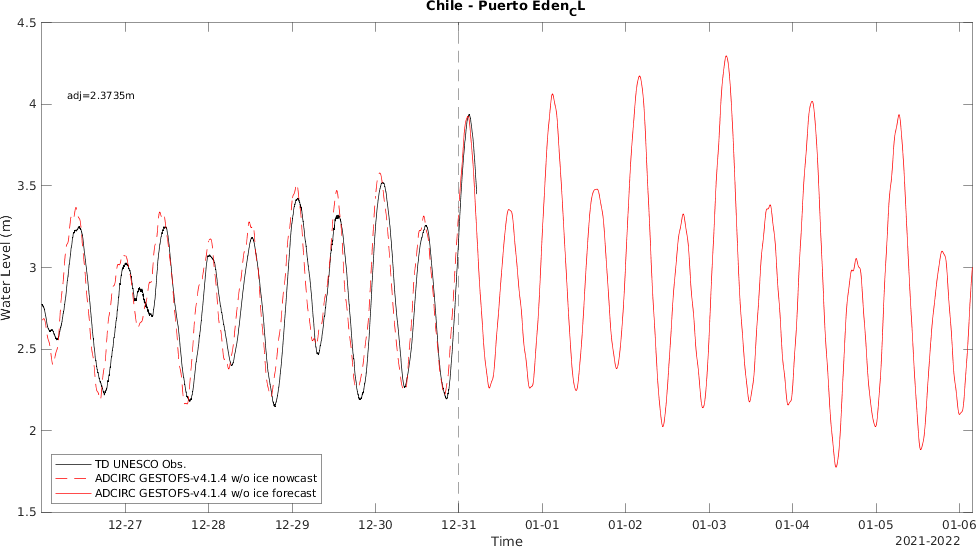 Chile - Puerto Eden_CL
4.5
4
3.5
3
2.5
2
1.5
Water Level (m)
adj=2.3735m
TD UNESCO Obs.
ADCIRC GESTOFS-v4.1.4 w/o ice nowcast
ADCIRC GESTOFS-v4.1.4 w/o ice forecast
12-27 12-28 12-29 12-30 12-31 01-01 01-02 01-03 01-04 01-05 01-06
Time
2021-2022